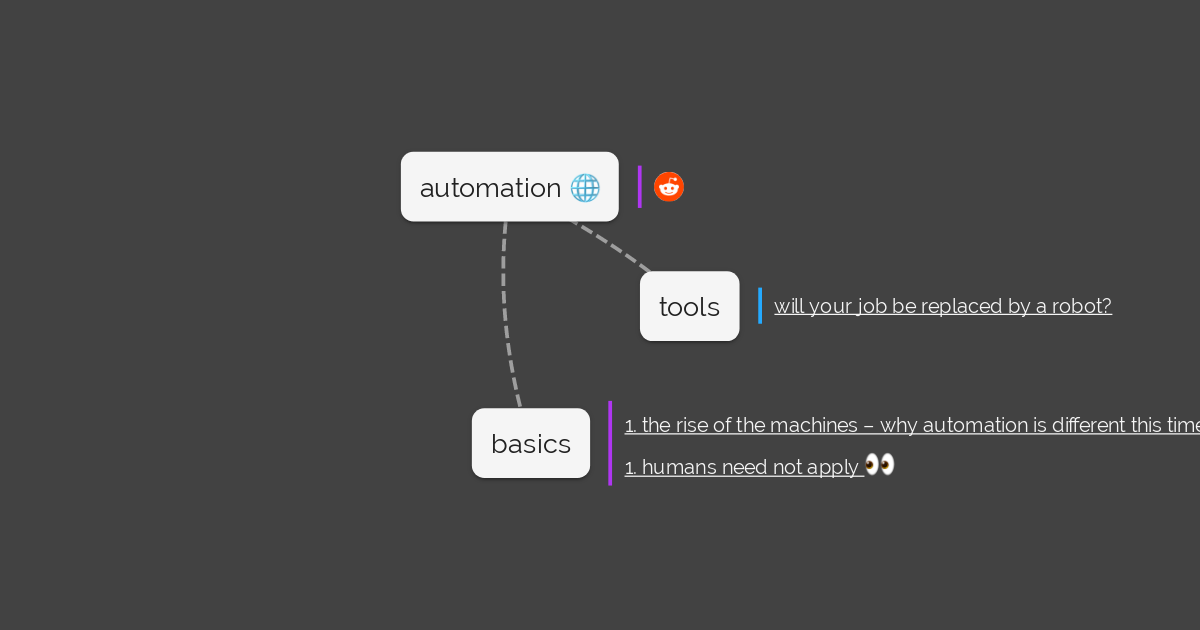 automation 🌐
tools
will your job be replaced by a robot?
basics
1. the rise of the machines – why automation is different this time
1. humans need not apply 👀